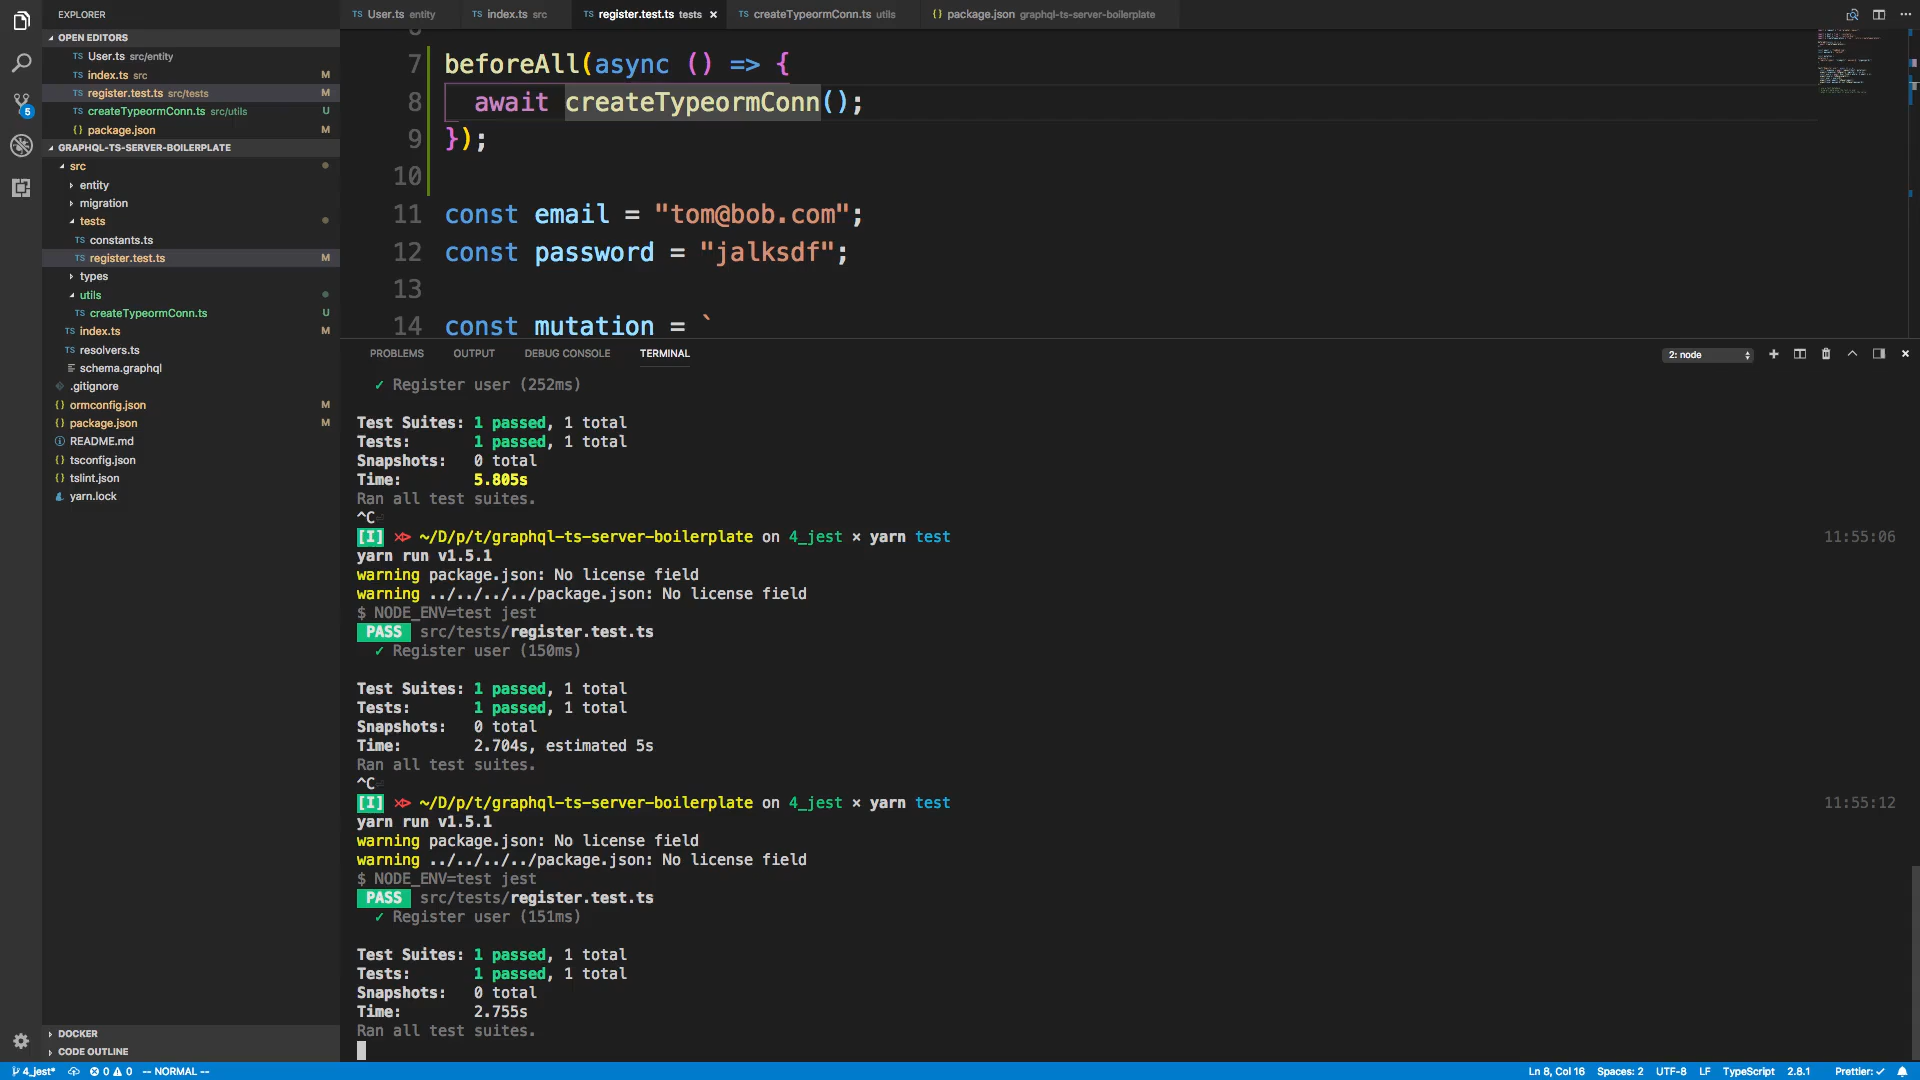 EXPLORER
OPEN EDITORS
TS User.ts src/entity
TS index.ts src M
TS register.test.ts src/tests M
TS createTypeormConn.ts src/utils U
{} package.json M
GRAPHQL-TS-SERVER-BOILERPLATE
src
entity
migration
tests
TS constants.ts
TS register.test.ts M
types
utils
TS createTypeormConn.ts U
TS index.ts M
TS resolvers.ts
schema.graphql
.gitignore
{} ormconfig.json M
{} package.json M
README.md
{} tsconfig.json
{} tslint.json
yarn.lock
DOCKER
CODE OUTLINE
5
TS User.ts entity
TS index.ts src
TS register.test.ts tests ×
TS createTypeormConn.ts utils
{} package.json graphql-ts-server-boilerplate
7 beforeAll(async () => {
8 await createTypeormConn();
9 });
10
11 const email = "tom@bob.com";
12 const password = "jalksdf";
13
14 const mutation = `
PROBLEMS OUTPUT DEBUG CONSOLE TERMINAL
2: node
✓ Register user (252ms)
Test Suites: 1 passed, 1 total
Tests: 1 passed, 1 total
Snapshots: 0 total
Time: 5.805s
Ran all test suites.
^C
[I] ~/D/p/t/graphql-ts-server-boilerplate on 4_jest × yarn test 11:55:06
yarn run v1.5.1
warning package.json: No license field
warning ../../../../package.json: No license field
$ NODE_ENV=test jest
PASS src/tests/register.test.ts
✓ Register user (150ms)
Test Suites: 1 passed, 1 total
Tests: 1 passed, 1 total
Snapshots: 0 total
Time: 2.704s, estimated 5s
Ran all test suites.
^C
[I] ~/D/p/t/graphql-ts-server-boilerplate on 4_jest × yarn test 11:55:12
yarn run v1.5.1
warning package.json: No license field
warning ../../../../package.json: No license field
$ NODE_ENV=test jest
PASS src/tests/register.test.ts
✓ Register user (151ms)
Test Suites: 1 passed, 1 total
Tests: 1 passed, 1 total
Snapshots: 0 total
Time: 2.755s
Ran all test suites.
4_jest* 0 0 -- NORMAL -- Ln 8, Col 16 Spaces: 2 UTF-8 LF TypeScript 2.8.1 Prettier: ✓